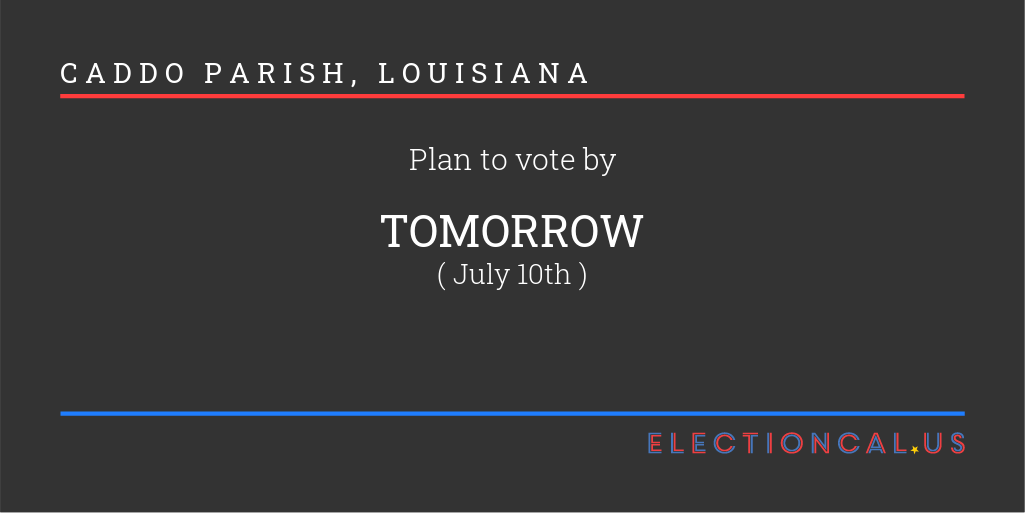 CADDO PARISH, LOUISIANA
Plan to vote by
TOMORROW
( July 10th )
ELECTIONCAL.US